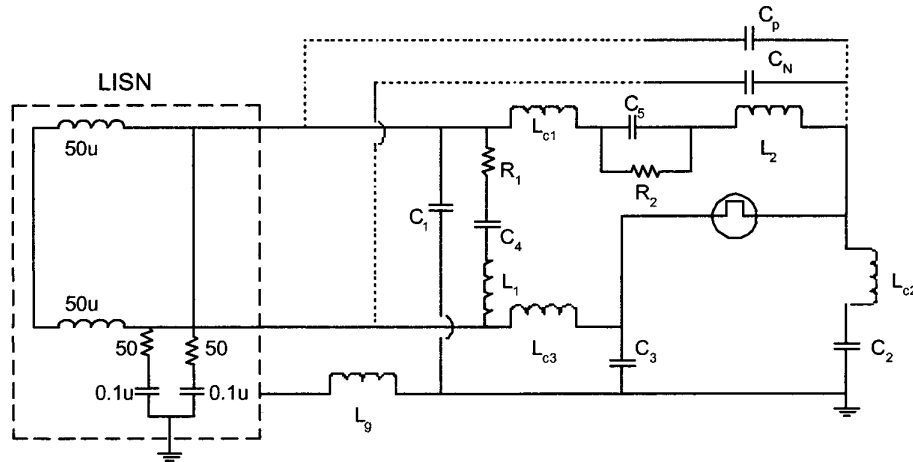 C_p
C_N
LISN
50u
L_c1
C_5
L_2
R_1
R_2
C_1
C_4
L_1
L_c2
50u
50
50
L_c3
C_3
C_2
0.1u
0.1u
L_g